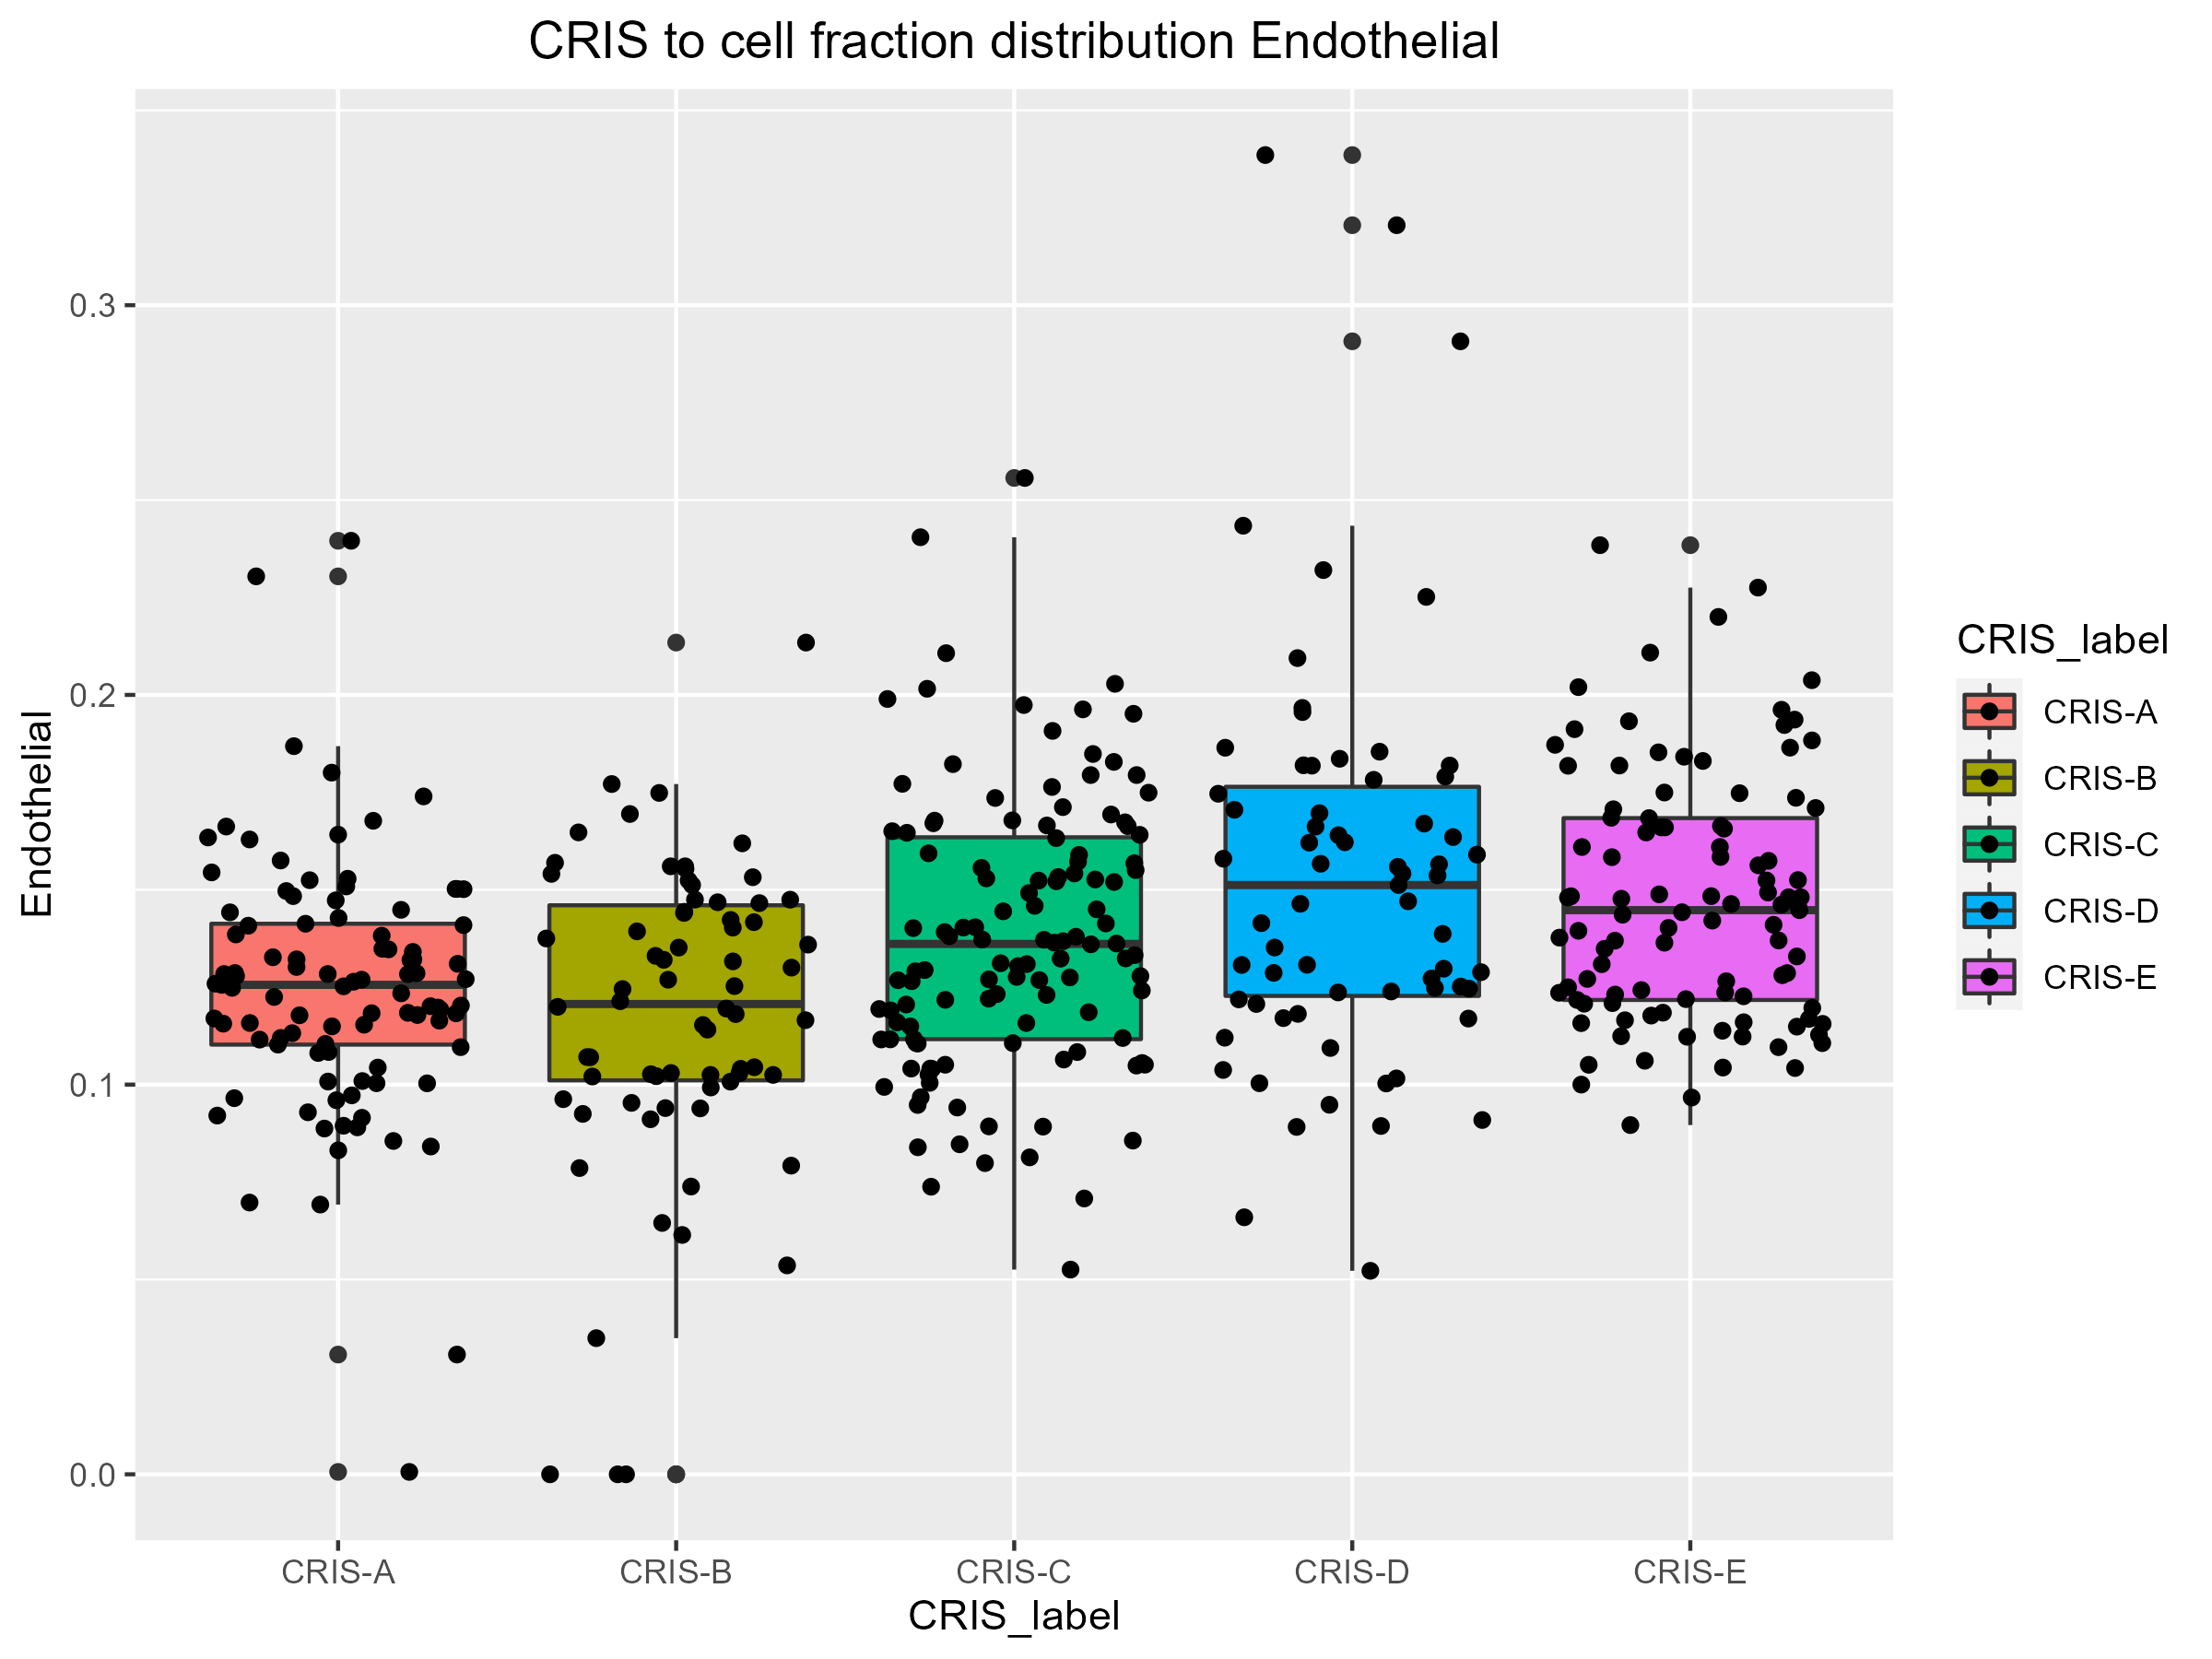 CRIS to cell fraction distribution Endothelial
Endothelial
0.3
0.2
0.1
0.0
CRIS-A
CRIS-B
CRIS-C
CRIS-D
CRIS-E
CRIS_label
CRIS_label
CRIS-A
CRIS-B
CRIS-C
CRIS-D
CRIS-E